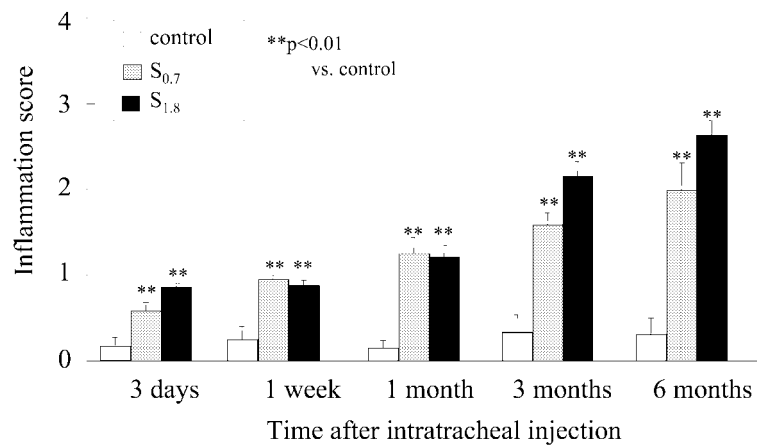 4
control
**p<0.01
S0.7
vs. control
3
S1.8
**
**
**
**
2
**
**
**
**
1
**
**
**
**
0
Inflammation score
3 days 1 week 1 month 3 months 6 months
Time after intratracheal injection